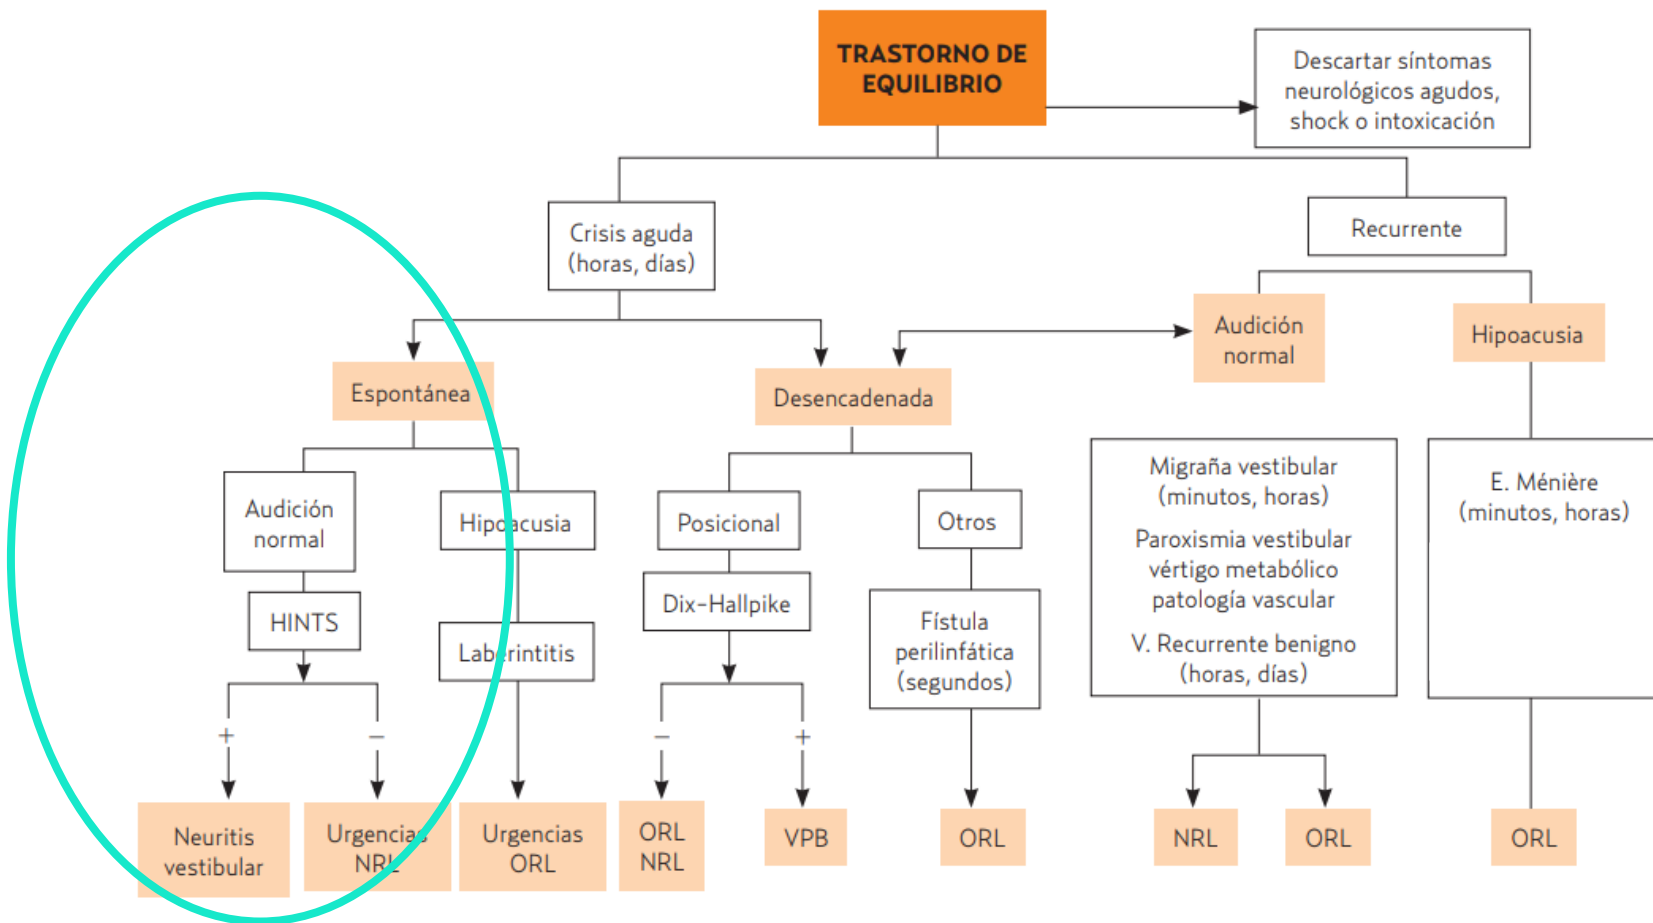 TRASTORNO DE
EQUILIBRIO
Descartar síntomas
neurológicos agudos,
shock o intoxicación
Crisis aguda
(horas, días)
Recurrente
Audición
normal
Hipoacusia
Espontánea
Desencadenada
Audición
normal
Hipoacusia
Posicional
Otros
Migraña vestibular
(minutos, horas)
Paroxismia vestibular
vértigo metabólico
patología vascular
V. Recurrente benigno
(horas, días)
E. Ménière
(minutos, horas)
HINTS
Laberintitis
Dix-Hallpike
Fístula
perilinfática
(segundos)
+
–
–
+
Neuritis
vestibular
Urgencias
NRL
Urgencias
ORL
ORL
NRL
VPB
ORL
NRL
ORL
ORL